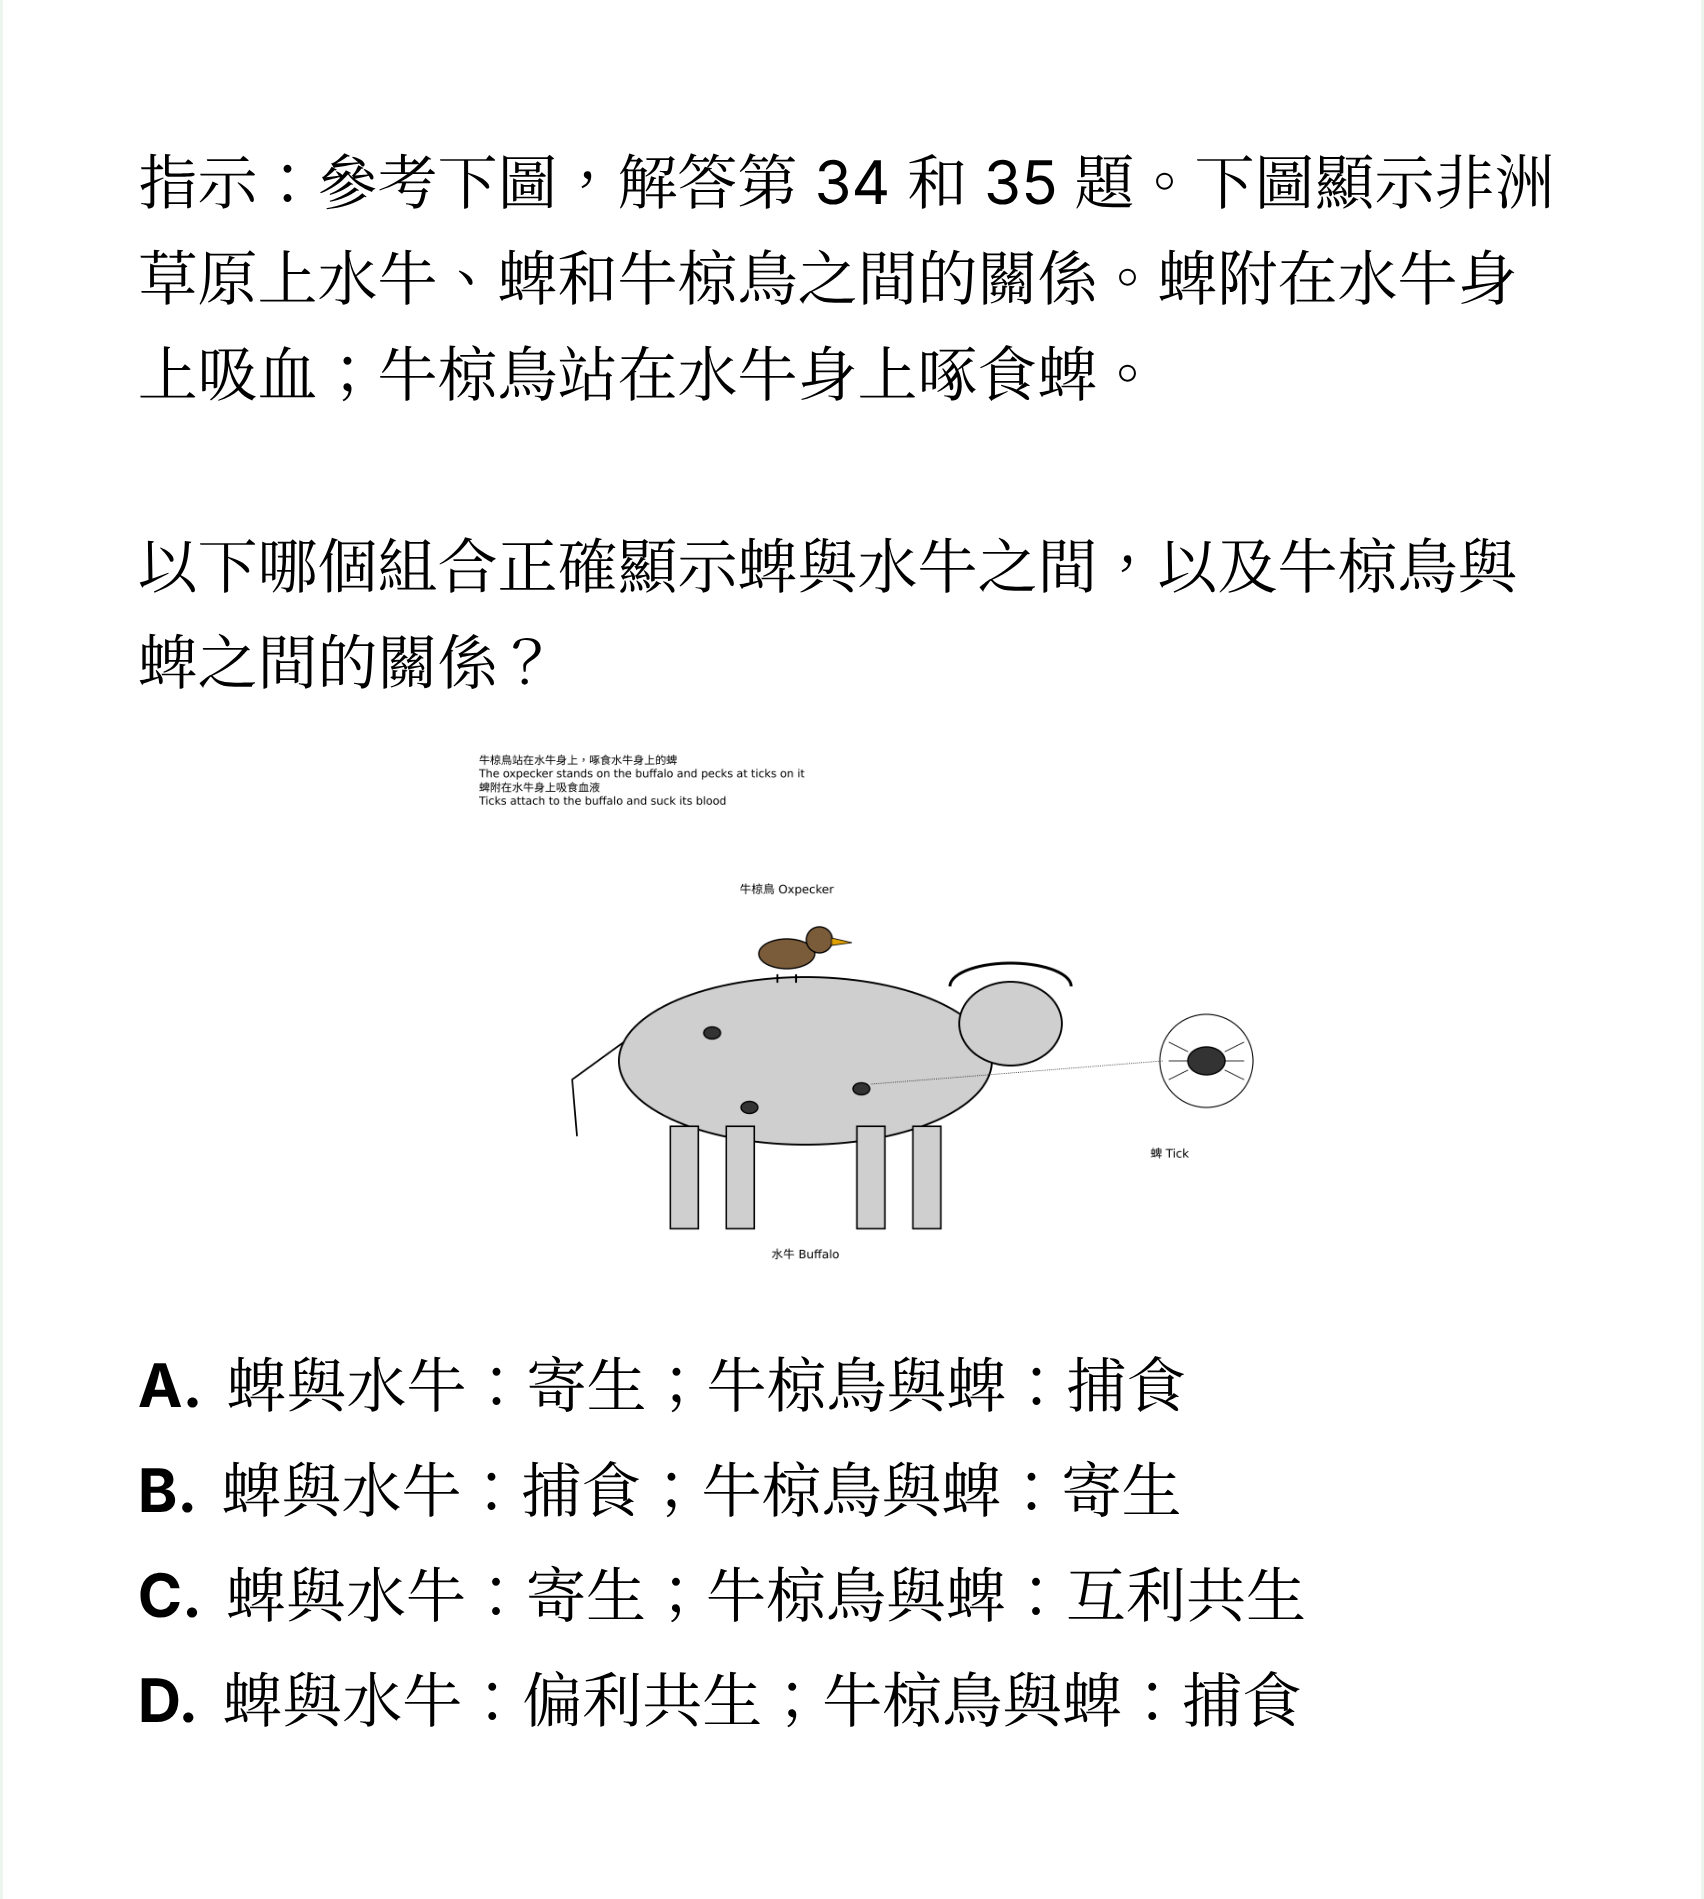 指示：參考下圖，解答第 34 和 35 題。下圖顯示非洲
草原上水牛、蜱和牛椋鳥之間的關係。蜱附在水牛身
上吸血；牛椋鳥站在水牛身上啄食蜱。
以下哪個組合正確顯示蜱與水牛之間，以及牛椋鳥與
蜱之間的關係？
牛椋鳥站在水牛身上，啄食水牛身上的蜱
The oxpecker stands on the buffalo and pecks at ticks on it
蜱附在水牛身上吸食血液
Ticks attach to the buffalo and suck its blood
牛椋鳥 Oxpecker
蜱 Tick
水牛 Buffalo
A. 蜱與水牛：寄生；牛椋鳥與蜱：捕食
B. 蜱與水牛：捕食；牛椋鳥與蜱：寄生
C. 蜱與水牛：寄生；牛椋鳥與蜱：互利共生
D. 蜱與水牛：偏利共生；牛椋鳥與蜱：捕食